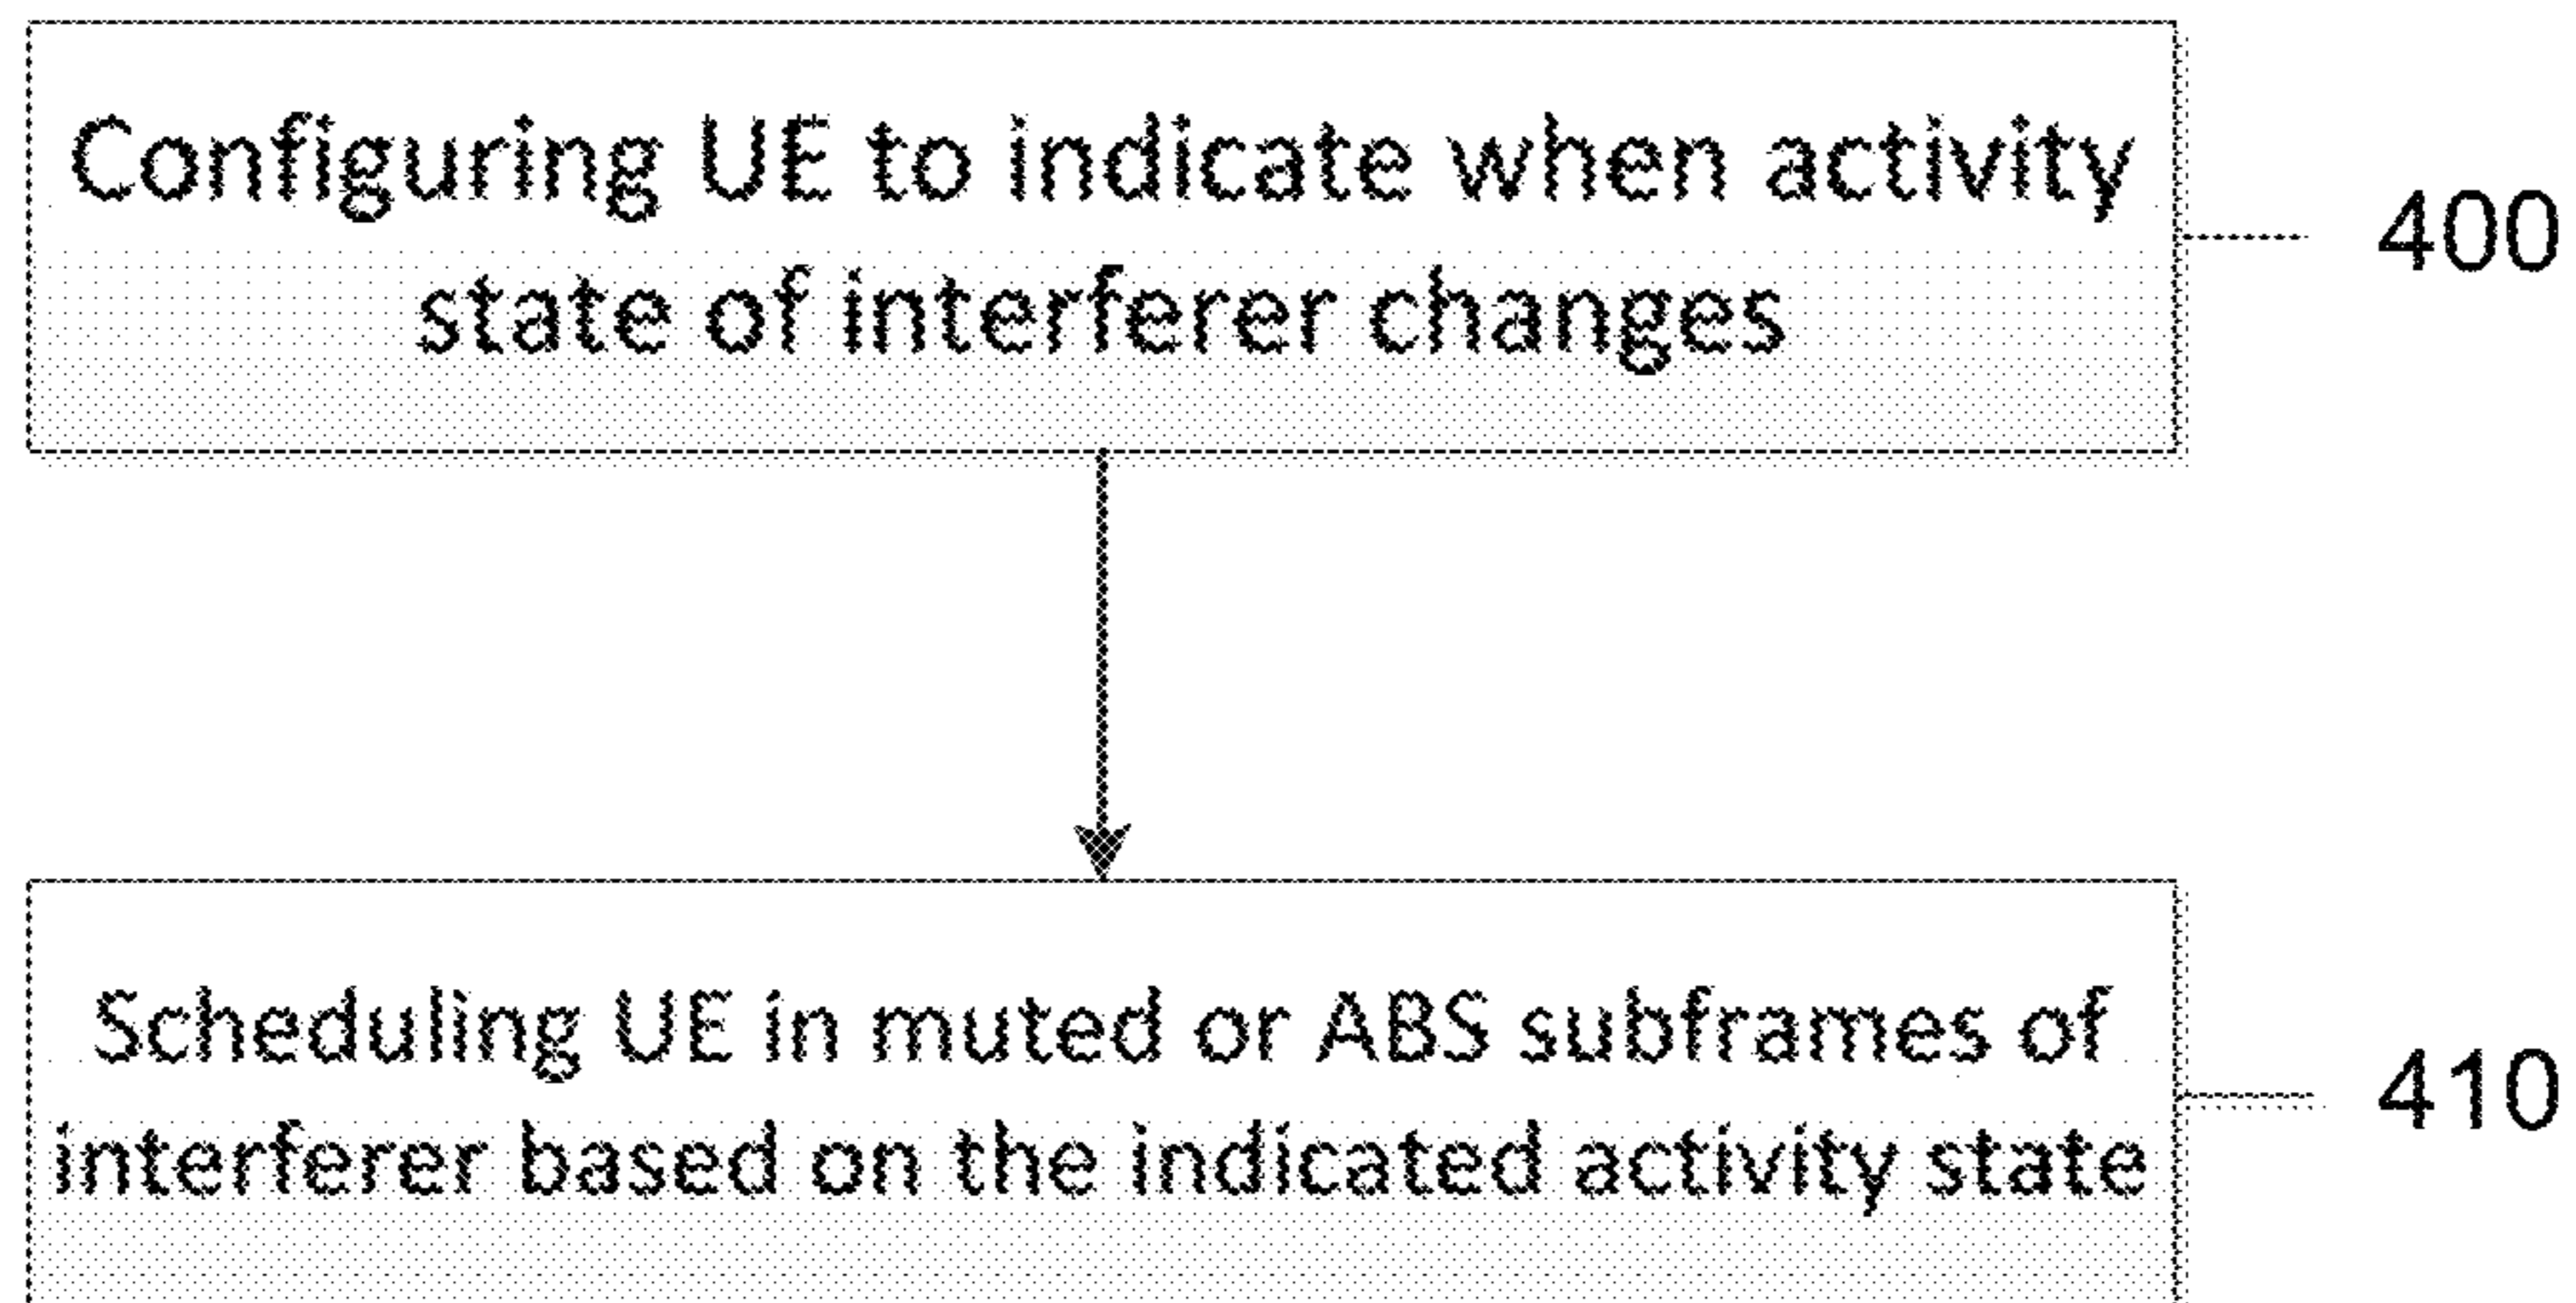 Configuring UE to indicate when activity
state of interferer changes
400
Scheduling UE in muted or ABS subframes of
interferer based on the indicated activity state
410